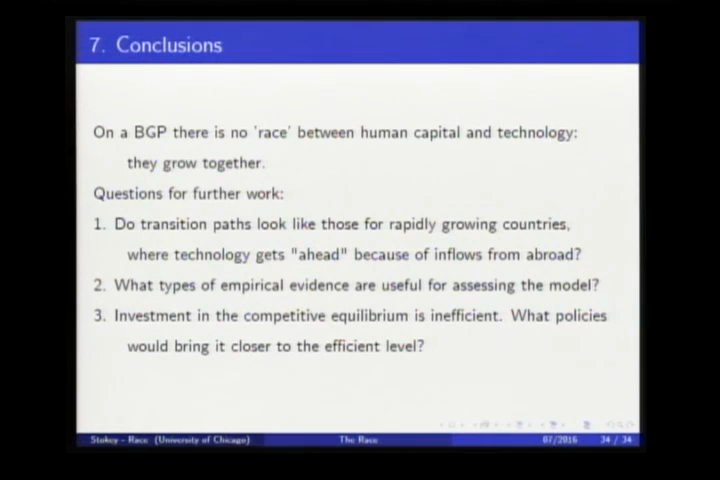 7. Conclusions
On a BGP there is no 'race' between human capital and technology:
they grow together.
Questions for further work:
1. Do transition paths look like those for rapidly growing countries,
where technology gets "ahead" because of inflows from abroad?
2. What types of empirical evidence are useful for assessing the model?
3. Investment in the competitive equilibrium is inefficient. What policies
would bring it closer to the efficient level?
Stokey - Race (University of Chicago) The Race 07/2016 34 / 34